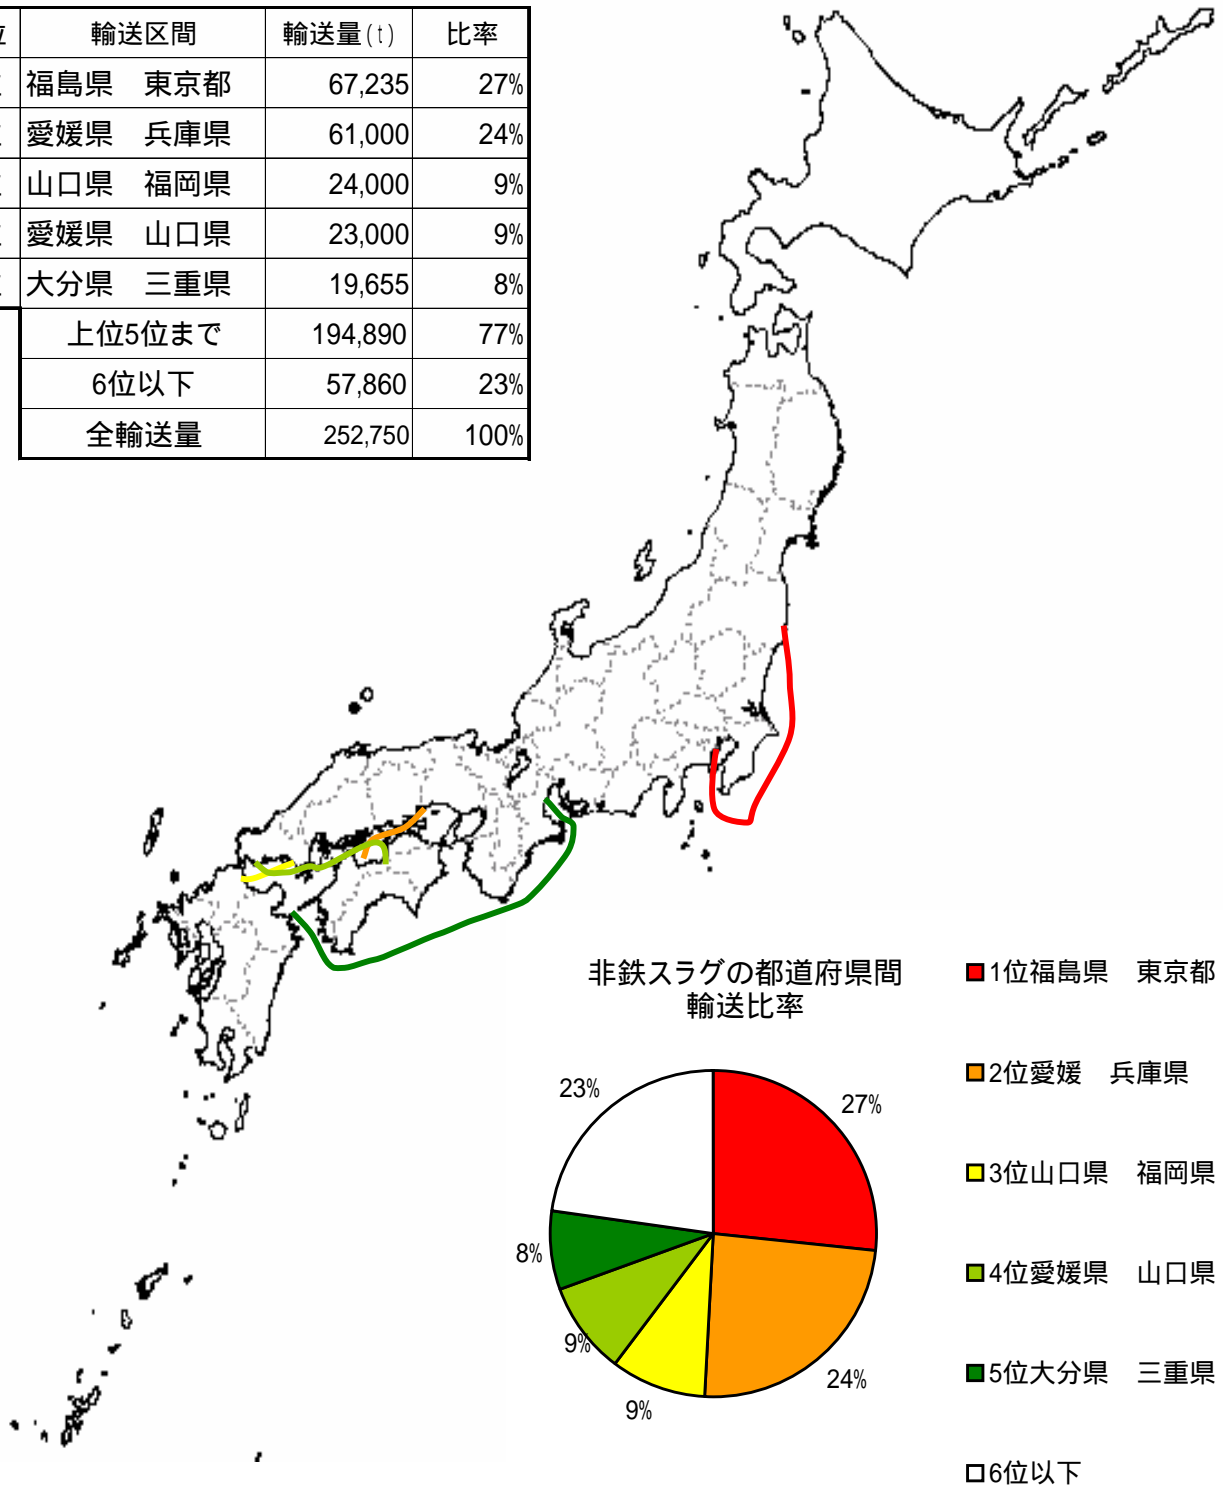 位 輸送区間 輸送量(t) 比率
福島県 東京都 67,235 27%
愛媛県 兵庫県 61,000 24%
山口県 福岡県 24,000 9%
愛媛県 山口県 23,000 9%
大分県 三重県 19,655 8%
上位5位まで 194,890 77%
6位以下 57,860 23%
全輸送量 252,750 100%
非鉄スラグの都道府県間
輸送比率
23%
27%
8%
9%
9%
24%
1位福島県 東京都
2位愛媛 兵庫県
3位山口県 福岡県
4位愛媛県 山口県
5位大分県 三重県
6位以下